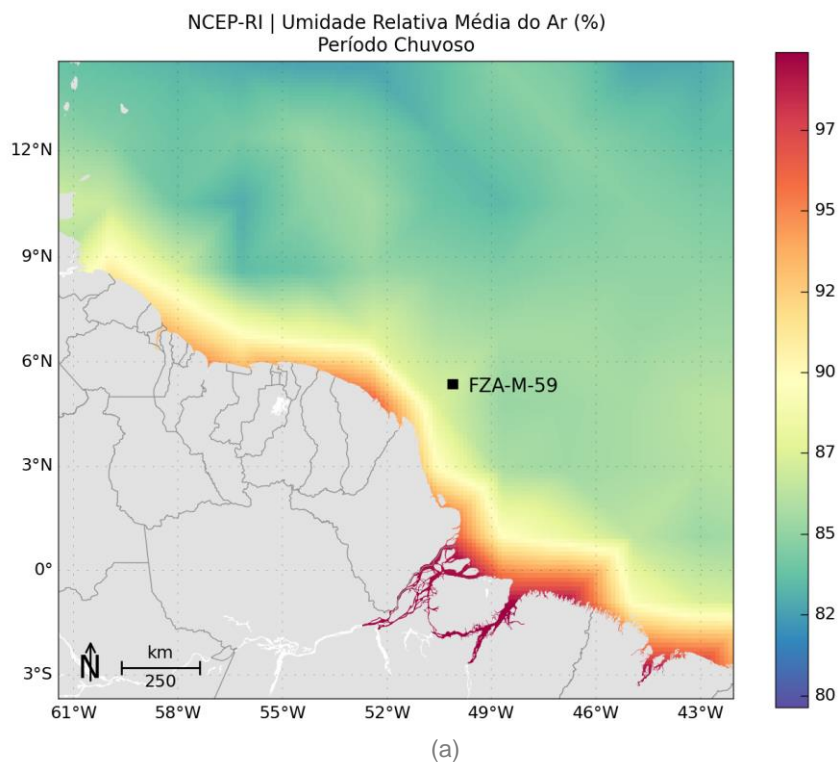 NCEP-RI | Umidade Relativa Média do Ar (%)
Período Chuvoso
12°N
9°N
6°N
3°N
0°
3°S
61°W 58°W 55°W 52°W 49°W 46°W 43°W
FZA-M-59
N
km
250
97
95
92
90
87
85
82
80
(a)